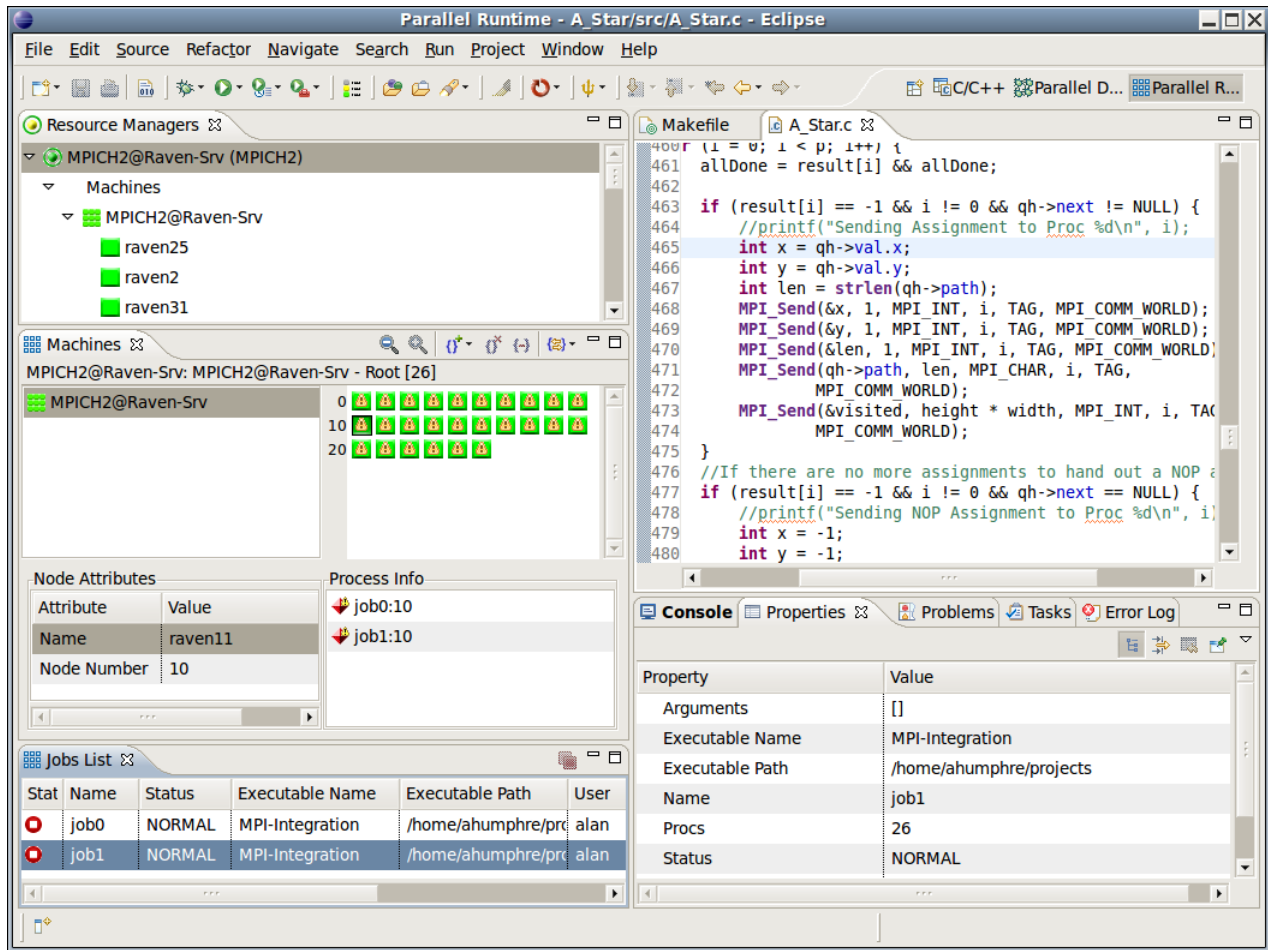 Parallel Runtime - A_Star/src/A_Star.c - Eclipse
File Edit Source Refactor Navigate Search Run Project Window Help
C/C++ Parallel D... Parallel R...
Resource Managers
MPICH2@Raven-Srv (MPICH2)
Machines
MPICH2@Raven-Srv
raven25
raven2
raven31
Machines
MPICH2@Raven-Srv: MPICH2@Raven-Srv - Root [26]
MPICH2@Raven-Srv
0
10
20
Node Attributes
Attribute Value
Name raven11
Node Number 10
Process Info
job0:10
job1:10
Jobs List
Stat Name Status Executable Name Executable Path User
job0 NORMAL MPI-Integration /home/ahumphre/prc alan
job1 NORMAL MPI-Integration /home/ahumphre/prc alan
Makefile A_Star.c
460 r (i = 0; i < p; i++) {
461 allDone = result[i] && allDone;
462
463 if (result[i] == -1 && i != 0 && qh->next != NULL) {
464 //printf("Sending Assignment to Proc %d\n", i);
465 int x = qh->val.x;
466 int y = qh->val.y;
467 int len = strlen(qh->path);
468 MPI_Send(&x, 1, MPI_INT, i, TAG, MPI_COMM_WORLD);
469 MPI_Send(&y, 1, MPI_INT, i, TAG, MPI_COMM_WORLD);
470 MPI_Send(&len, 1, MPI_INT, i, TAG, MPI_COMM_WORLD)
471 MPI_Send(qh->path, len, MPI_CHAR, i, TAG,
472 MPI_COMM_WORLD);
473 MPI_Send(&visited, height * width, MPI_INT, i, TAG
474 MPI_COMM_WORLD);
475 }
476 //If there are no more assignments to hand out a NOP a
477 if (result[i] == -1 && i != 0 && qh->next == NULL) {
478 //printf("Sending NOP Assignment to Proc %d\n", i)
479 int x = -1;
480 int y = -1;
Console Properties Problems Tasks Error Log
Property Value
Arguments []
Executable Name MPI-Integration
Executable Path /home/ahumphre/projects
Name job1
Procs 26
Status NORMAL